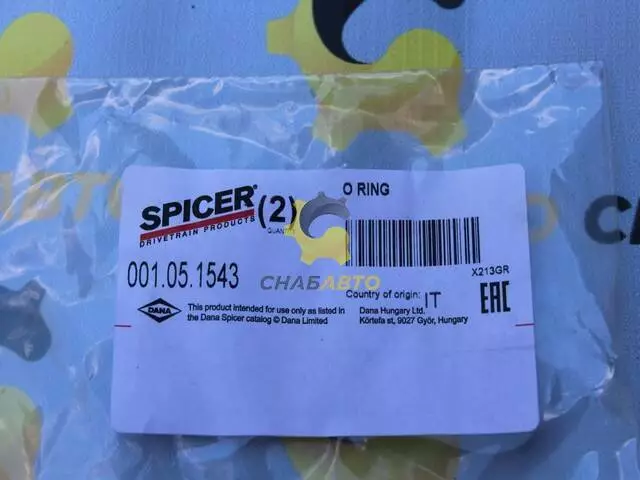 O RING
SPICER®
(2)
DRIVETRAIN PRODUCTS
001.05.1543
СНАБАВТО
X213GR
Country of origin: IT
EAC
DANA
This product intended for use only as listed in
the Dana Spicer catalog © Dana Limited
Dana Hungary Ltd.
Körtefa st, 9027 Győr, Hungary